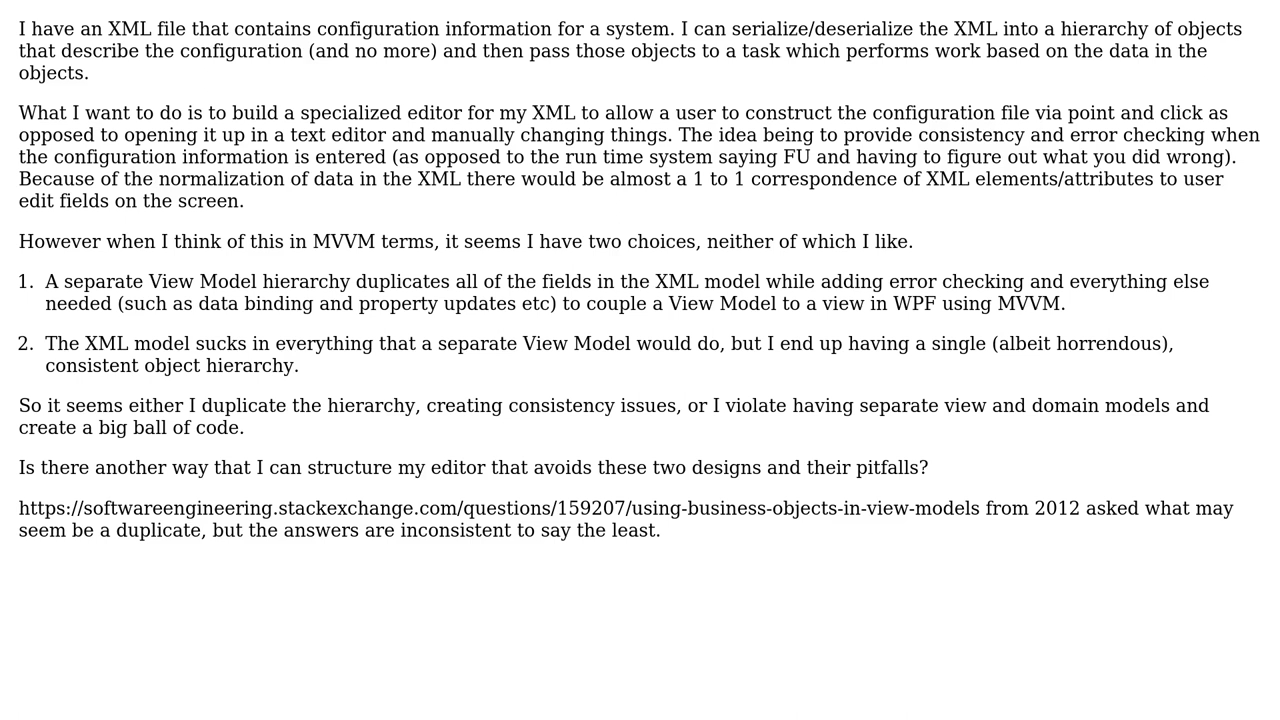 I have an XML file that contains configuration information for a system. I can serialize/deserialize the XML into a hierarchy of objects
that describe the configuration (and no more) and then pass those objects to a task which performs work based on the data in the
objects.
What I want to do is to build a specialized editor for my XML to allow a user to construct the configuration file via point and click as
opposed to opening it up in a text editor and manually changing things. The idea being to provide consistency and error checking when
the configuration information is entered (as opposed to the run time system saying FU and having to figure out what you did wrong).
Because of the normalization of data in the XML there would be almost a 1 to 1 correspondence of XML elements/attributes to user
edit fields on the screen.
However when I think of this in MVVM terms, it seems I have two choices, neither of which I like.
1. A separate View Model hierarchy duplicates all of the fields in the XML model while adding error checking and everything else
needed (such as data binding and property updates etc) to couple a View Model to a view in WPF using MVVM.
2. The XML model sucks in everything that a separate View Model would do, but I end up having a single (albeit horrendous),
consistent object hierarchy.
So it seems either I duplicate the hierarchy, creating consistency issues, or I violate having separate view and domain models and
create a big ball of code.
Is there another way that I can structure my editor that avoids these two designs and their pitfalls?
https://softwareengineering.stackexchange.com/questions/159207/using-business-objects-in-view-models from 2012 asked what may
seem be a duplicate, but the answers are inconsistent to say the least.